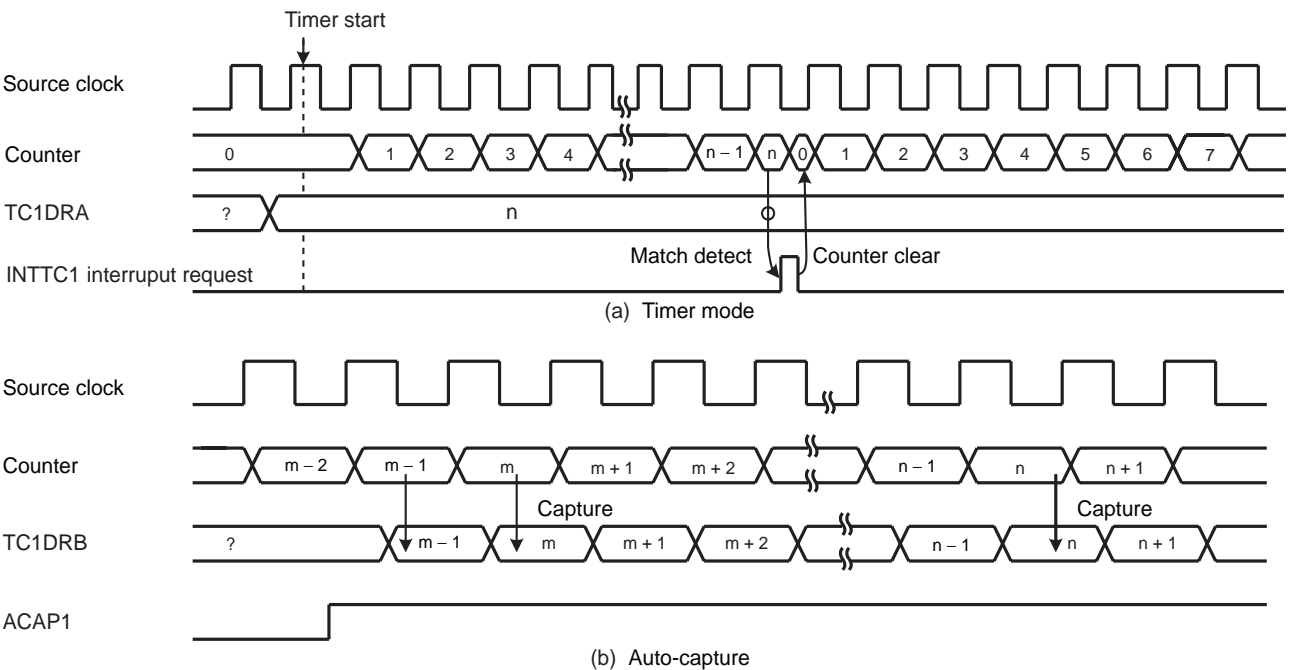 Timer start
Source clock
Counter 0 1 2 3 4 n – 1 n 0 1 2 3 4 5 6 7
TC1DRA ? n
Match detect Counter clear
INTTC1 interruput request
(a) Timer mode
Source clock
Counter m – 2 m – 1 m m + 1 m + 2 n – 1 n n + 1
Capture Capture
TC1DRB ? m – 1 m m + 1 m + 2 n – 1 n n + 1
ACAP1
(b) Auto-capture